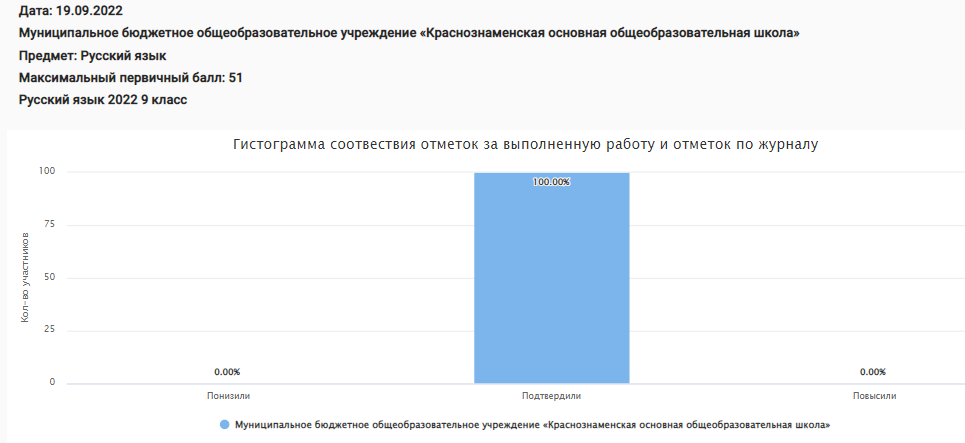 Дата: 19.09.2022
Муниципальное бюджетное общеобразовательное учреждение «Краснознаменская основная общеобразовательная школа»
Предмет: Русский язык
Максимальный первичный балл: 51
Русский язык 2022 9 класс
Гистограмма соотвествия отметок за выполненную работу и отметок по журналу
Кол-во участников
100
75
50
25
0
0.00%
100.00%
0.00%
Понизили
Подтвердили
Повысили
Муниципальное бюджетное общеобразовательное учреждение «Краснознаменская основная общеобразовательная школа»